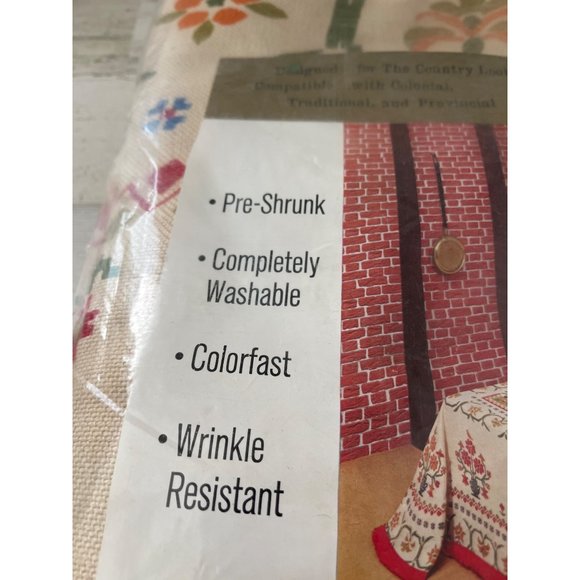 Designed for The Country Look
Compatible with Colonial,
Traditional, and Provincial
• Pre-Shrunk
• Completely
Washable
• Colorfast
• Wrinkle
Resistant